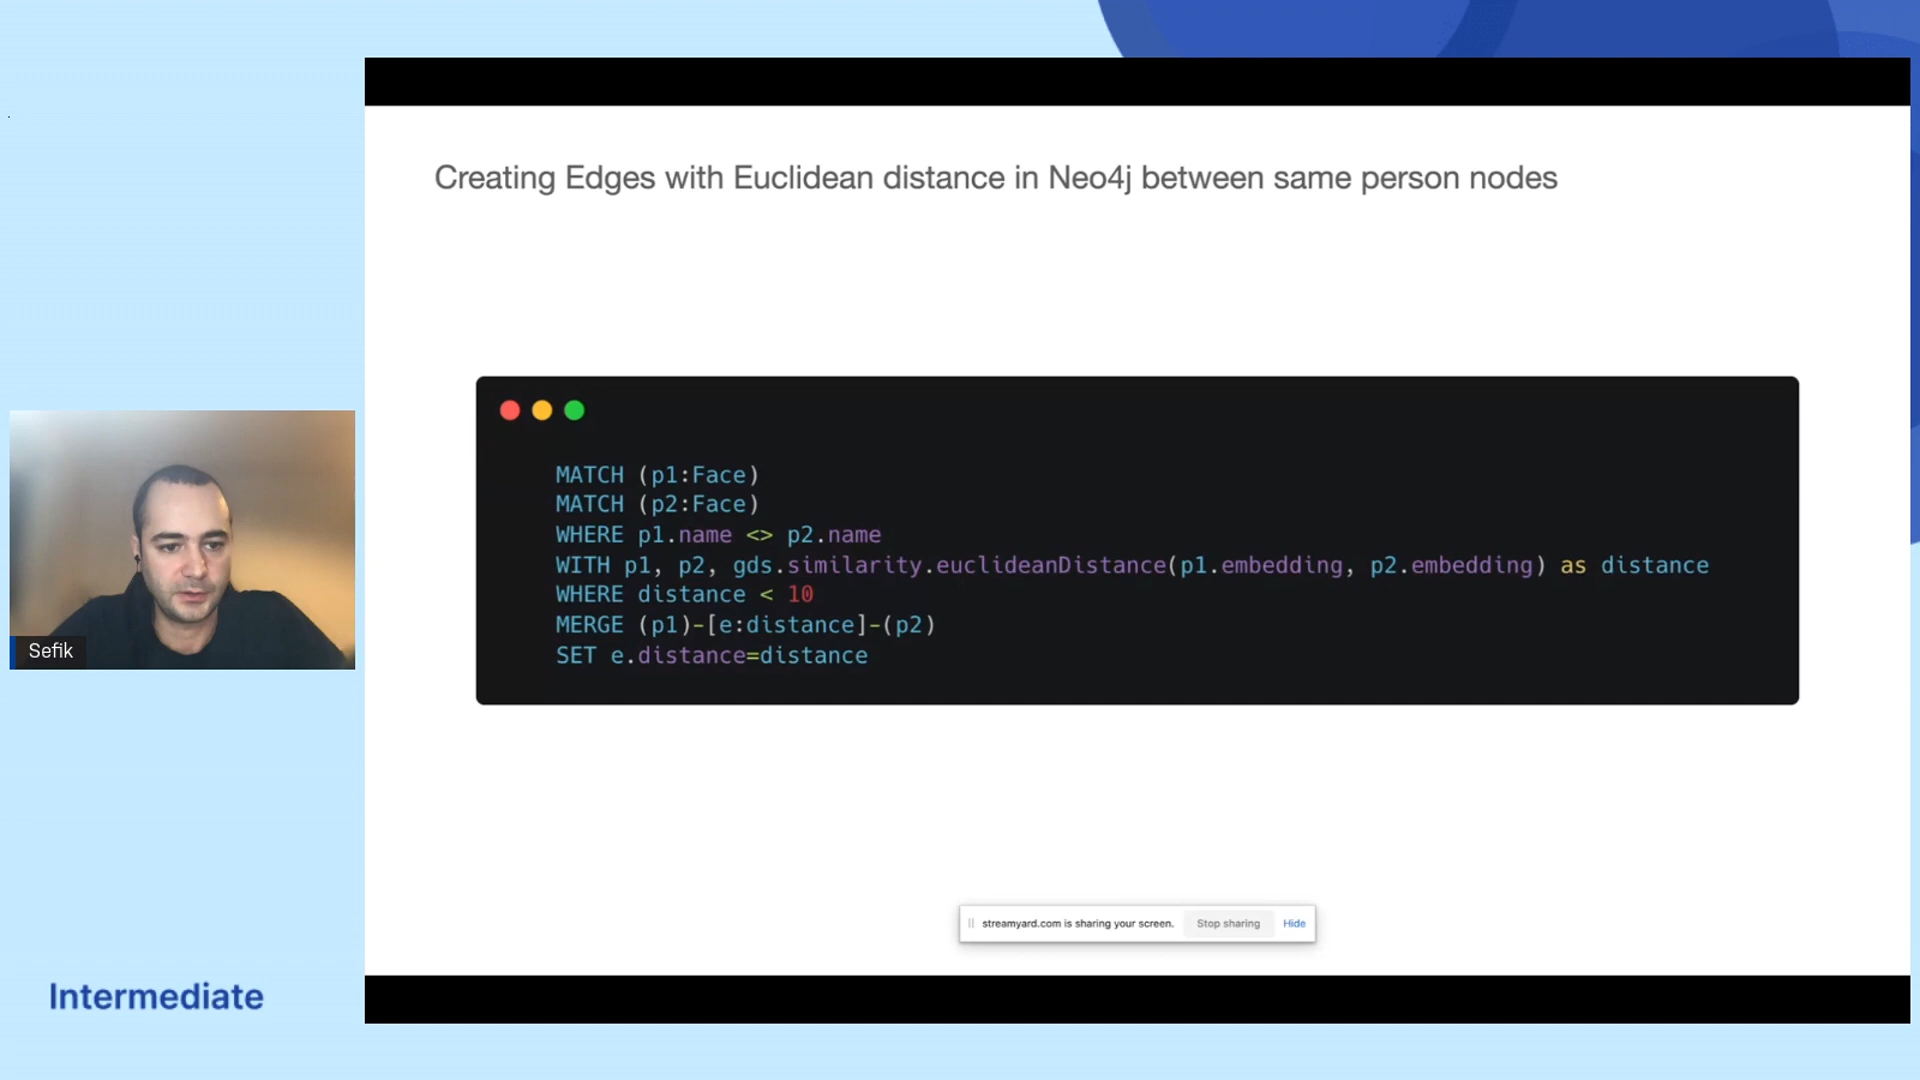 Creating Edges with Euclidean distance in Neo4j between same person nodes
MATCH (p1:Face)
MATCH (p2:Face)
WHERE p1.name <> p2.name
WITH p1, p2, gds.similarity.euclideanDistance(p1.embedding, p2.embedding) as distance
WHERE distance < 10
MERGE (p1)-[e:distance]-(p2)
SET e.distance=distance
Sefik
streamyard.com is sharing your screen. Stop sharing Hide
Intermediate